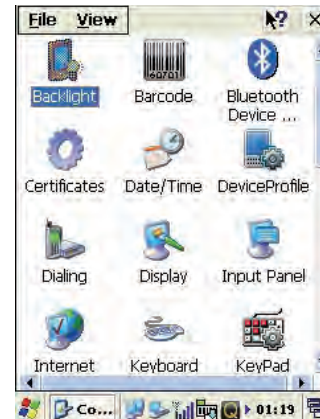 File View
60701
Backlight Barcode Bluetooth
Device ...
Certificates Date/Time DeviceProfile
Dialing Display Input Panel
Internet Keyboard KeyPad
Co... 01:19